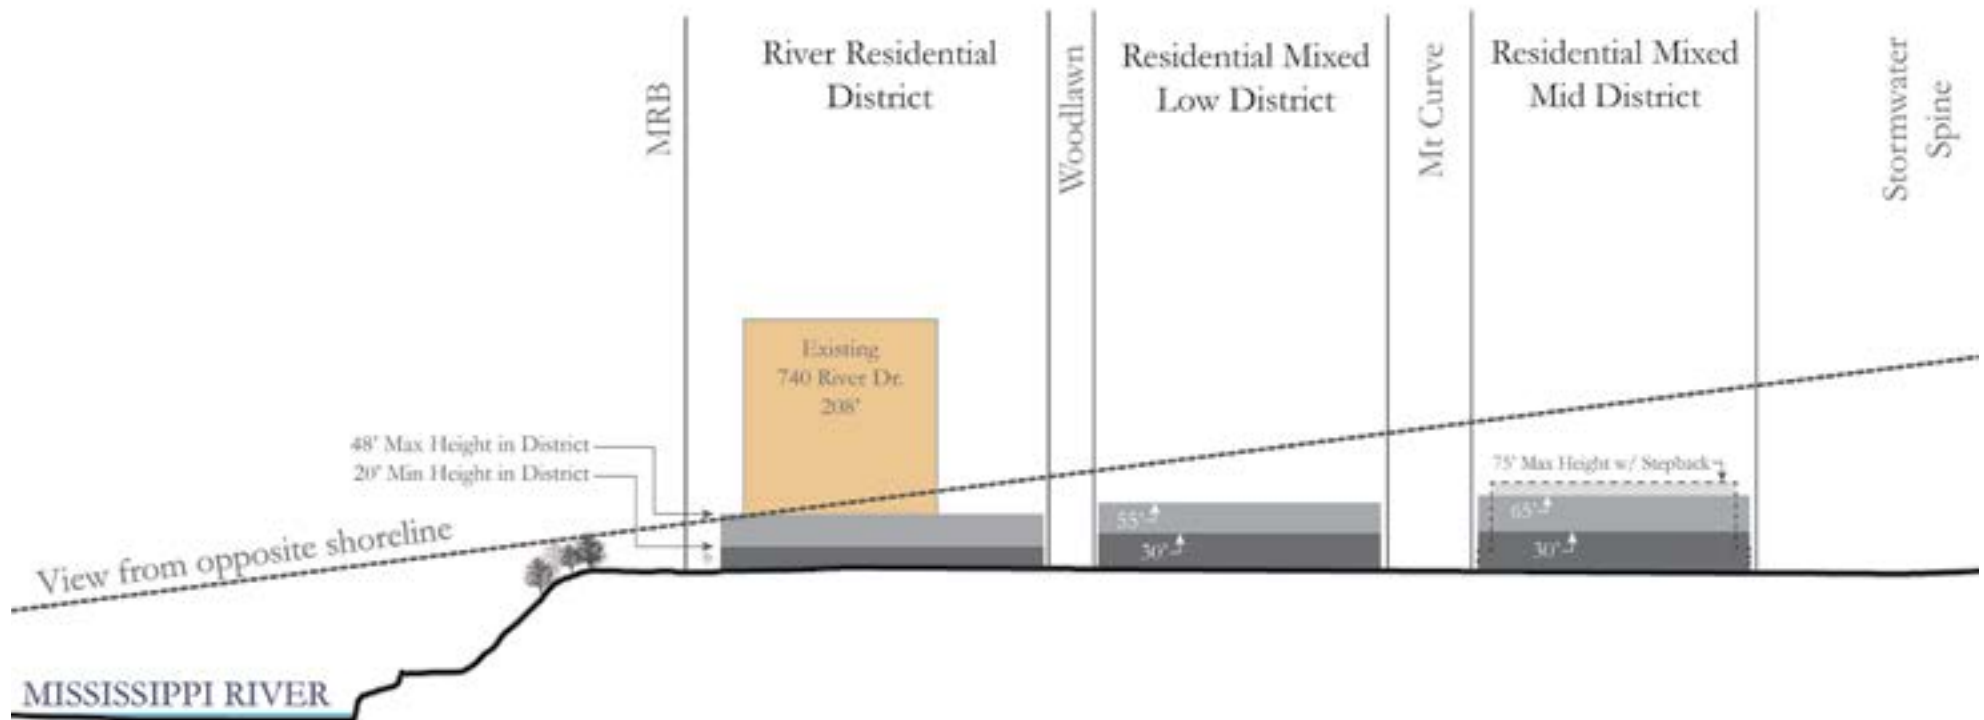 MRB
River Residential
District
Woodlawn
Residential Mixed
Low District
Mt Curve
Residential Mixed
Mid District
Stormwater
Spine
Existing
740 River Dr.
208'
48' Max Height in District
20' Min Height in District
75' Max Height w/ Stepback
55'
30'
65'
30'
View from opposite shoreline
MISSISSIPPI RIVER